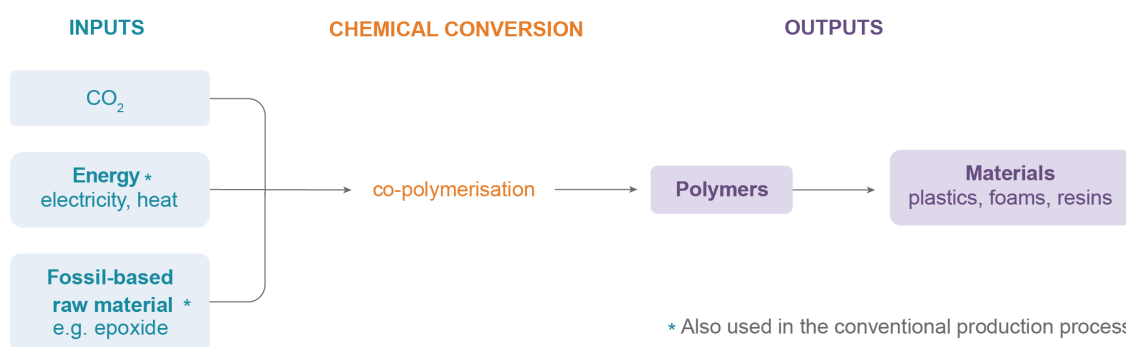 INPUTS
CHEMICAL CONVERSION
OUTPUTS
CO₂
Energy *
electricity, heat
Fossil-based
raw material *
e.g. epoxide
co-polymerisation
Polymers
Materials
plastics, foams, resins
* Also used in the conventional production process